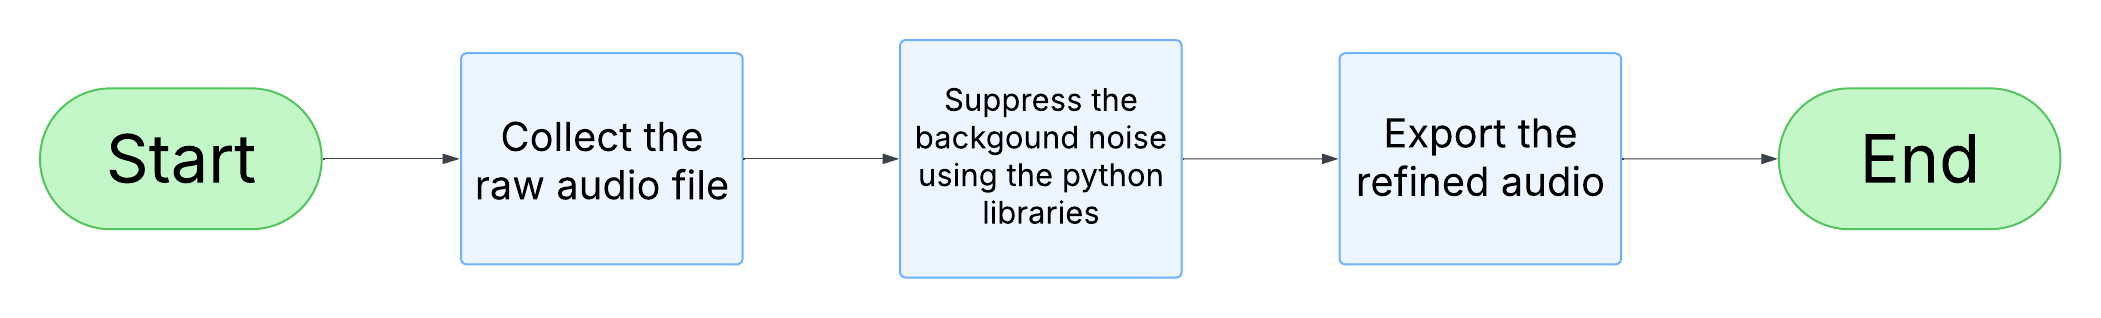 Start
Collect the
raw audio file
Suppress the
backgound noise
using the python
libraries
Export the
refined audio
End